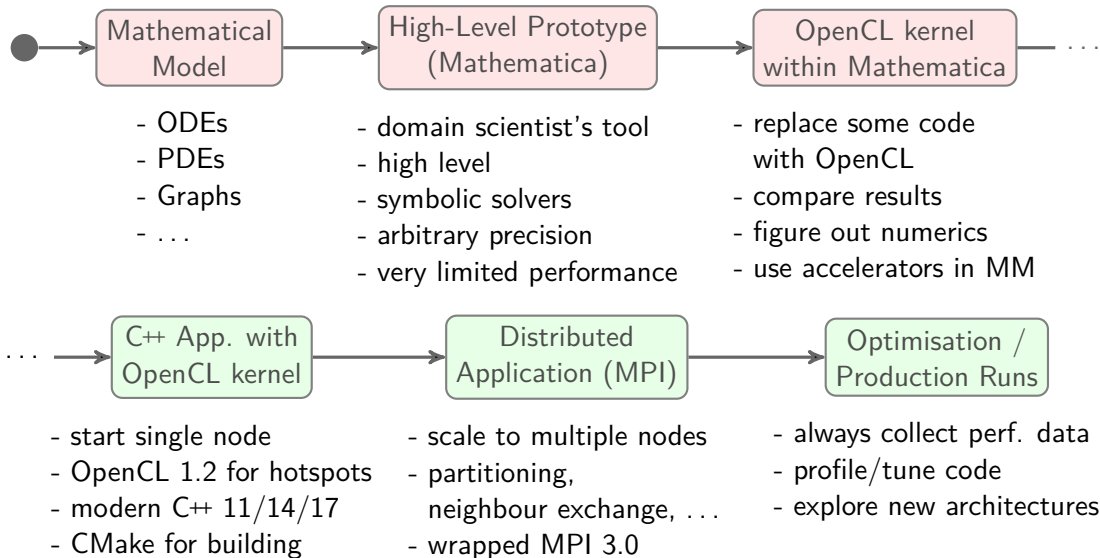 Mathematical
Model
- ODEs
- PDEs
- Graphs
- . . .
High-Level Prototype
(Mathematica)
- domain scientist's tool
- high level
- symbolic solvers
- arbitrary precision
- very limited performance
OpenCL kernel
within Mathematica
- replace some code
with OpenCL
- compare results
- figure out numerics
- use accelerators in MM
. . .
. . .
C++ App. with
OpenCL kernel
- start single node
- OpenCL 1.2 for hotspots
- modern C++ 11/14/17
- CMake for building
Distributed
Application (MPI)
- scale to multiple nodes
- partitioning,
neighbour exchange, . . .
- wrapped MPI 3.0
Optimisation /
Production Runs
- always collect perf. data
- profile/tune code
- explore new architectures